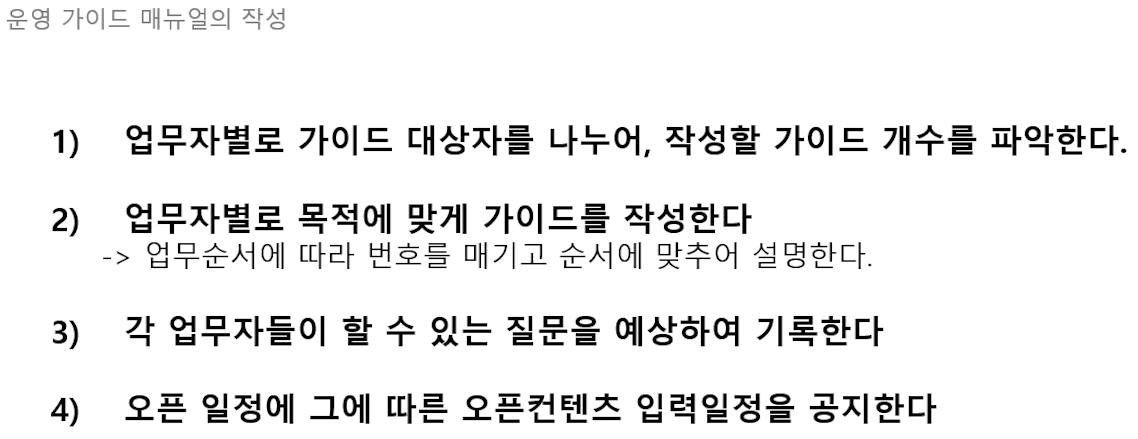 운영 가이드 매뉴얼의 작성
1) 업무자별로 가이드 대상자를 나누어, 작성할 가이드 개수를 파악한다.
2) 업무자별로 목적에 맞게 가이드를 작성한다
-> 업무순서에 따라 번호를 매기고 순서에 맞추어 설명한다.
3) 각 업무자들이 할 수 있는 질문을 예상하여 기록한다
4) 오픈 일정에 그에 따른 오픈컨텐츠 입력일정을 공지한다